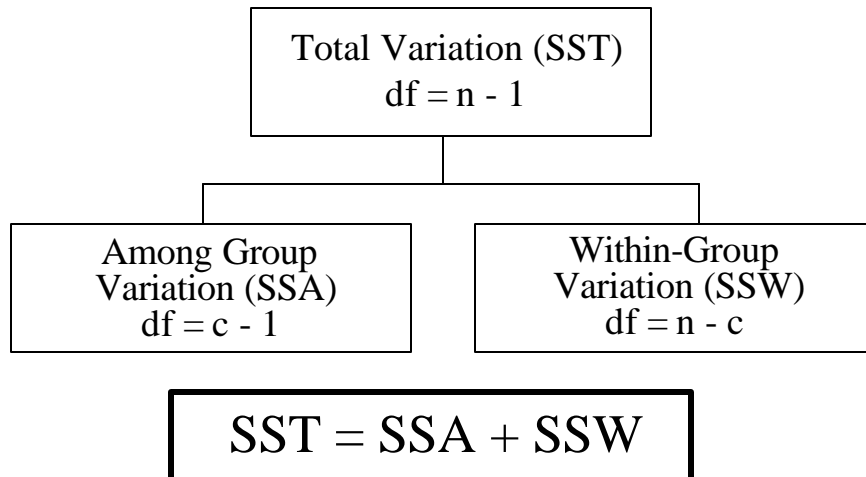 Total Variation (SST)
df = n - 1
Among Group
Variation (SSA)
df = c - 1
Within-Group
Variation (SSW)
df = n - c
SST = SSA + SSW